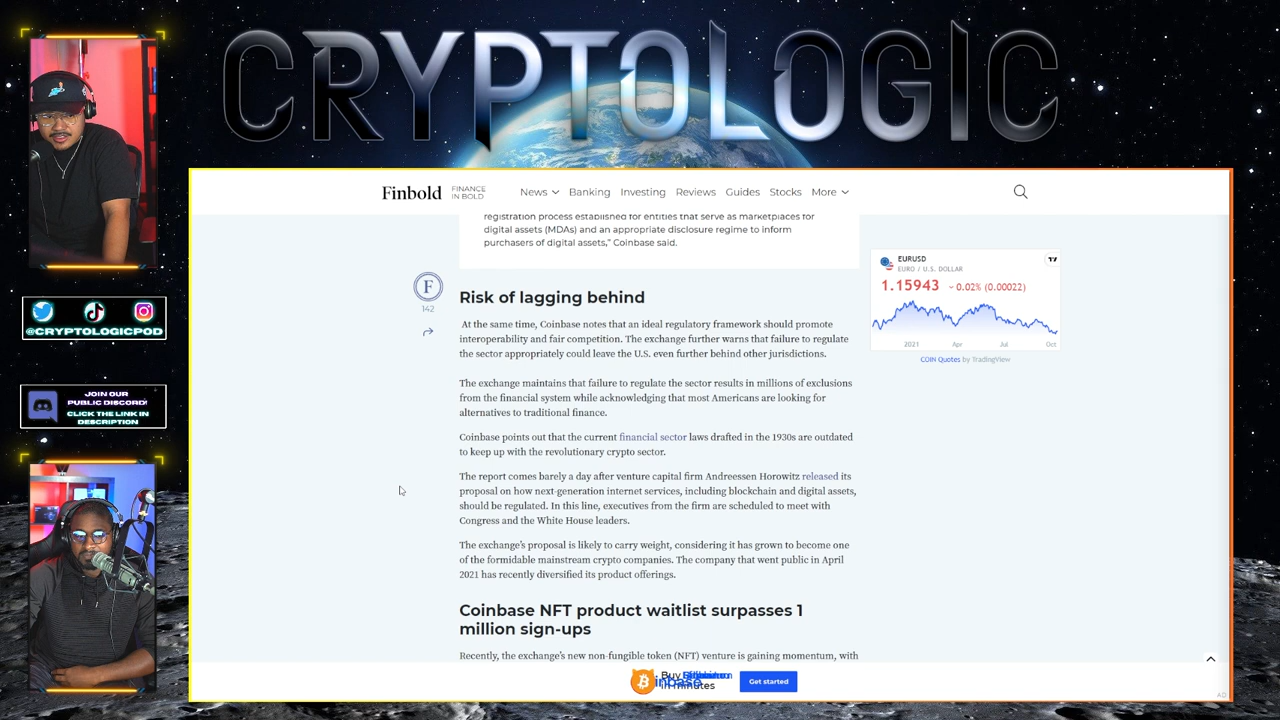 CRYPTOLOGIC
@CRYPTOLOGICPOD
JOIN OUR
PUBLIC DISCORD!
CLICK THE LINK IN
DESCRIPTION
Finbold
FINANCE
IN BOLD
News Banking Investing Reviews Guides Stocks More
registration process established for entities that serve as marketplaces for
digital assets (MDAs) and an appropriate disclosure regime to inform
purchasers of digital assets,” Coinbase said.
F
142
Risk of lagging behind
At the same time, Coinbase notes that an ideal regulatory framework should promote
interoperability and fair competition. The exchange further warns that failure to regulate
the sector appropriately could leave the U.S. even further behind other jurisdictions.
The exchange maintains that failure to regulate the sector results in millions of exclusions
from the financial system while acknowledging that most Americans are looking for
alternatives to traditional finance.
Coinbase points out that the current financial sector laws drafted in the 1930s are outdated
to keep up with the revolutionary crypto sector.
The report comes barely a day after venture capital firm Andreessen Horowitz released its
proposal on how next-generation internet services, including blockchain and digital assets,
should be regulated. In this line, executives from the firm are scheduled to meet with
Congress and the White House leaders.
The exchange’s proposal is likely to carry weight, considering it has grown to become one
of the formidable mainstream crypto companies. The company that went public in April
2021 has recently diversified its product offerings.
Coinbase NFT product waitlist surpasses 1
million sign-ups
Recently, the exchange’s new non-fungible token (NFT) venture is gaining momentum, with
EURUSD
EURO / U.S. DOLLAR
1.15943 0.02% (0.00022)
2021 Apr Jul Oct
COIN Quotes by TradingView
Buy
in minutes
Get started
AD